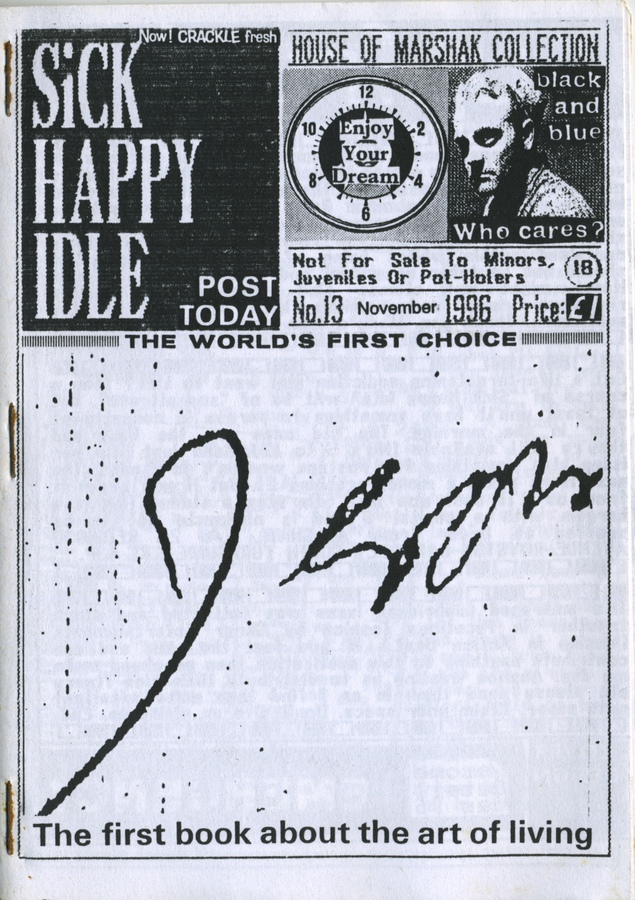 Now! CRACKLE fresh
SiCK
HAPPY
IDLE
POST
TODAY
HOUSE OF MARSHAK COLLECTION
12
10
2
8
4
6
Enjoy
Your
Dream
black
and
blue
Who cares?
Not For Sale To Minors,
Juveniles Or Pot-Holers
18
No.13 November 1996 Price:£1
THE WORLD'S FIRST CHOICE
The first book about the art of living